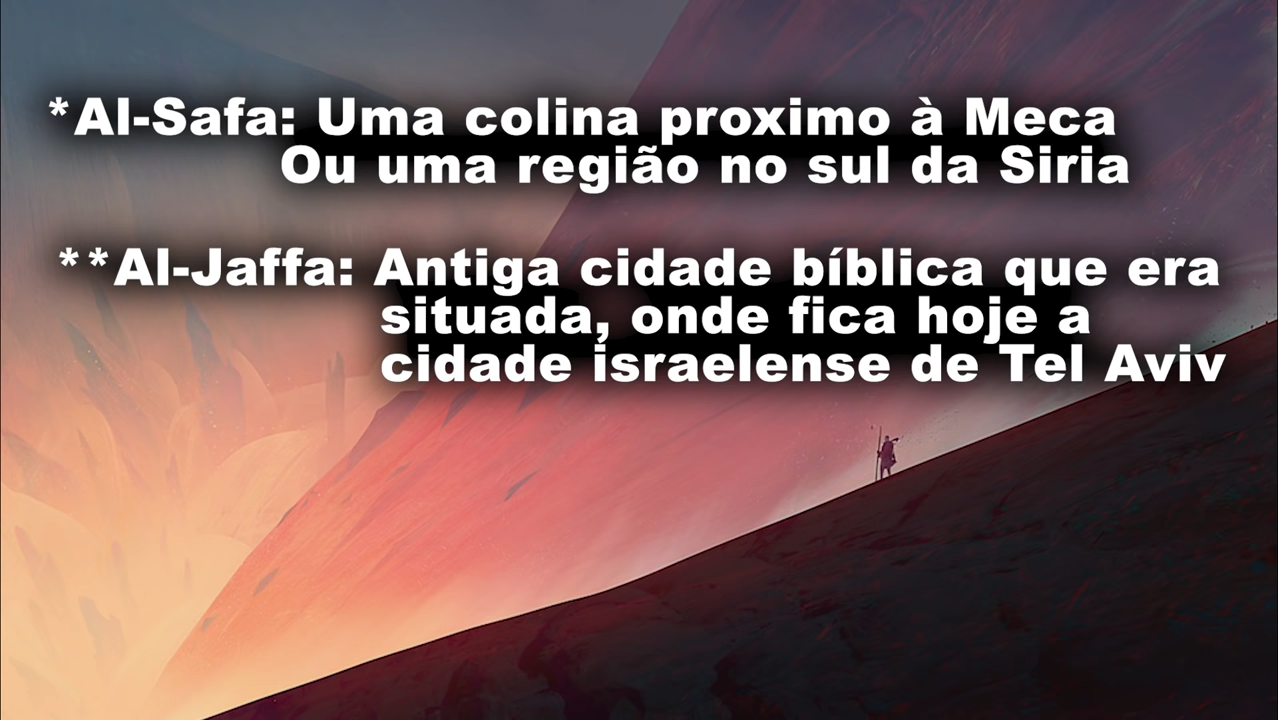 *Al-Safa: Uma colina proximo à Meca
Ou uma região no sul da Siria
**Al-Jaffa: Antiga cidade bíblica que era
situada, onde fica hoje a
cidade israelense de Tel Aviv